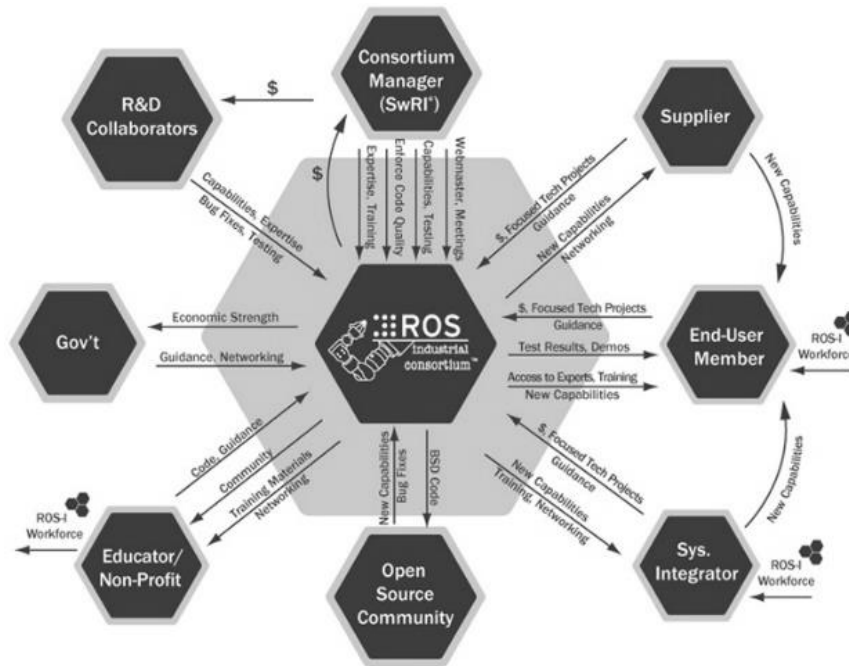 Consortium
Manager
(SwRI®)
R&D
Collaborators
$
$
Supplier
Expertise, Training
Enforce Code Quality
Capabilities, Testing
Webmaster, Meetings
Capabilities, Expertise
Bug Fixes, Testing
$, Focused Tech Projects
Guidance
New Capabilities
Networking
New Capabilities
Gov't
Economic Strength
Guidance, Networking
ROS
industrial
consortium™
$, Focused Tech Projects
Guidance
Test Results, Demos
Access to Exports, Training
New Capabilities
End-User
Member
ROS-I
Workforce
Code, Guidance
Community
Training Materials
Networking
New Capabilities
Bug Fixes
BSD Code
$, Focused Tech Projects
Guidance
New Capabilities
Training, Networking
New Capabilities
ROS-I
Workforce
Educator/
Non-Profit
Open
Source
Community
Sys.
Integrator
ROS-I
Workforce